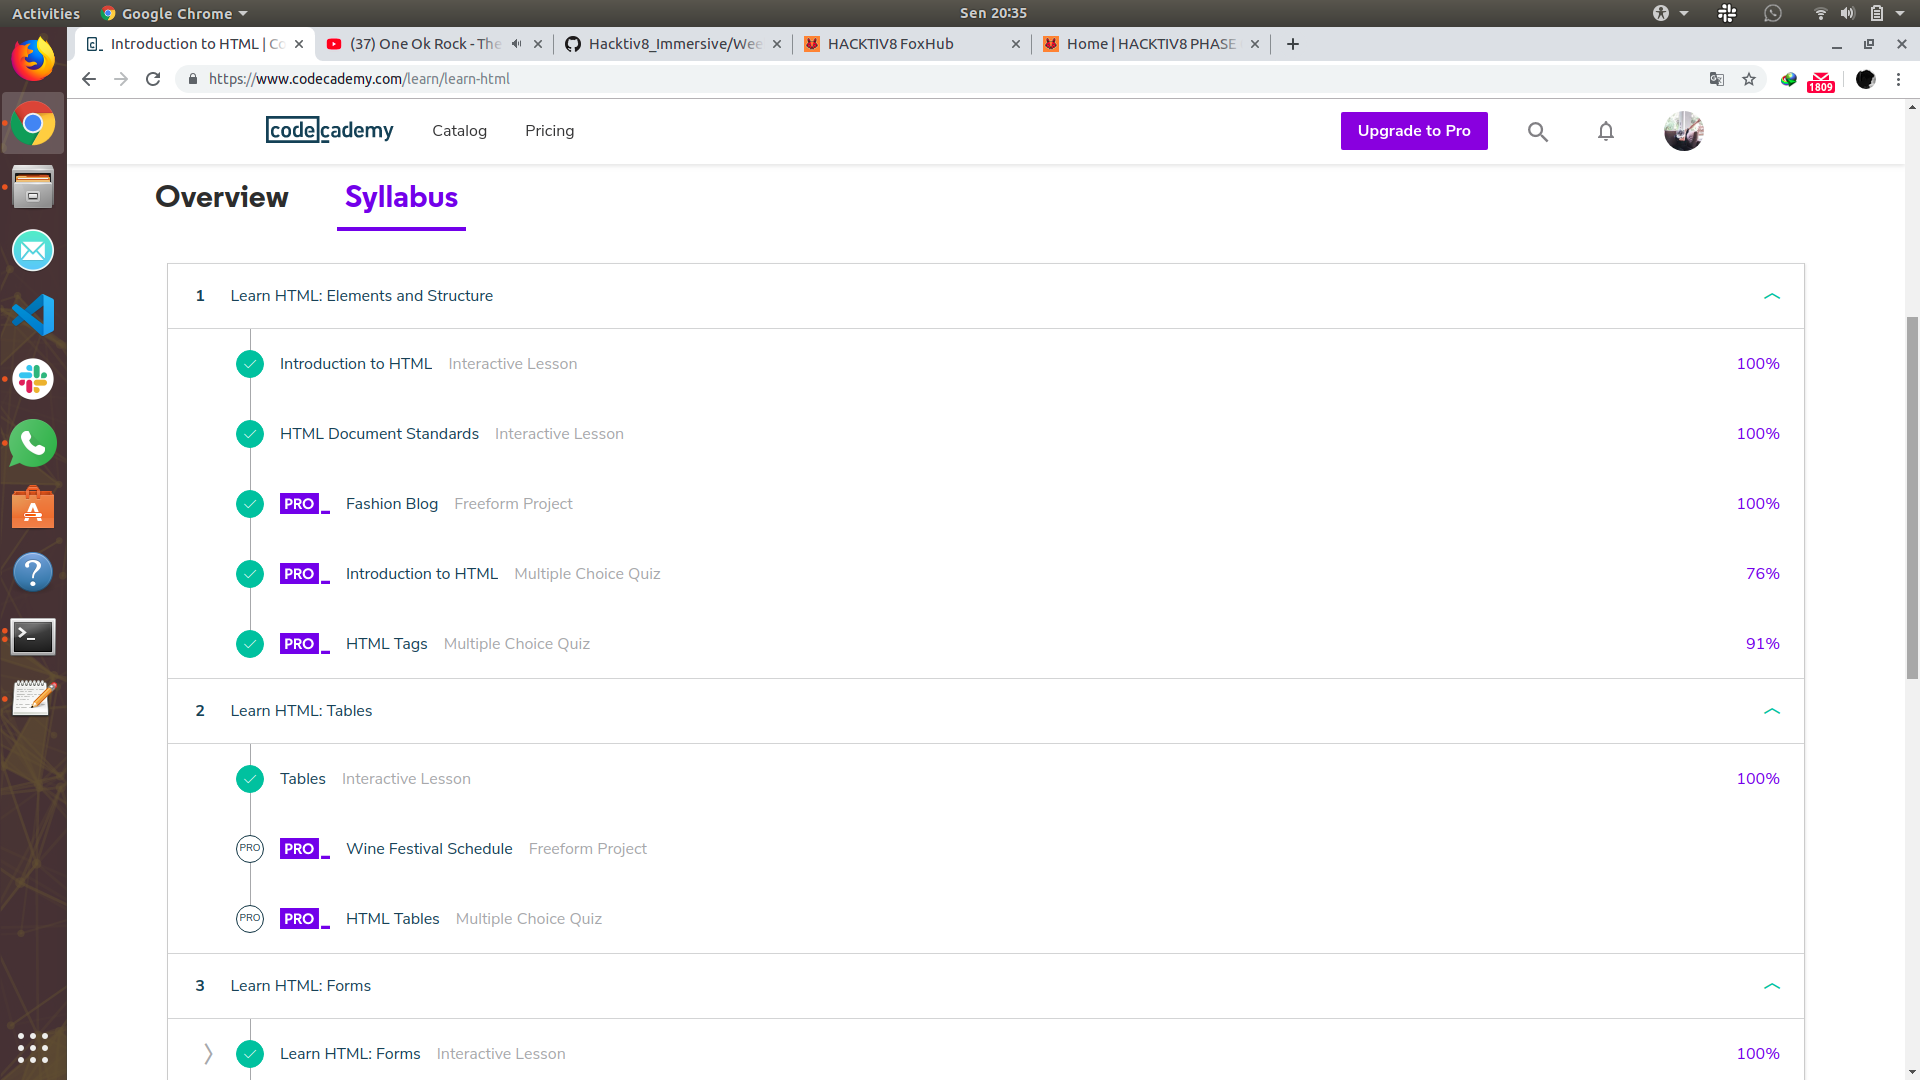 Activities Google Chrome Sen 20:35
Introduction to HTML | Co (37) One Ok Rock - The Hacktiv8_Immersive/Wee HACKTIV8 FoxHub Home | HACKTIV8 PHASE
https://www.codecademy.com/learn/learn-html 1809
codecademy Catalog Pricing Upgrade to Pro
Overview Syllabus
1 Learn HTML: Elements and Structure
Introduction to HTML Interactive Lesson 100%
HTML Document Standards Interactive Lesson 100%
PRO Fashion Blog Freeform Project 100%
PRO Introduction to HTML Multiple Choice Quiz 76%
PRO HTML Tags Multiple Choice Quiz 91%
2 Learn HTML: Tables
Tables Interactive Lesson 100%
PRO PRO Wine Festival Schedule Freeform Project
PRO PRO HTML Tables Multiple Choice Quiz
3 Learn HTML: Forms
Learn HTML: Forms Interactive Lesson 100%